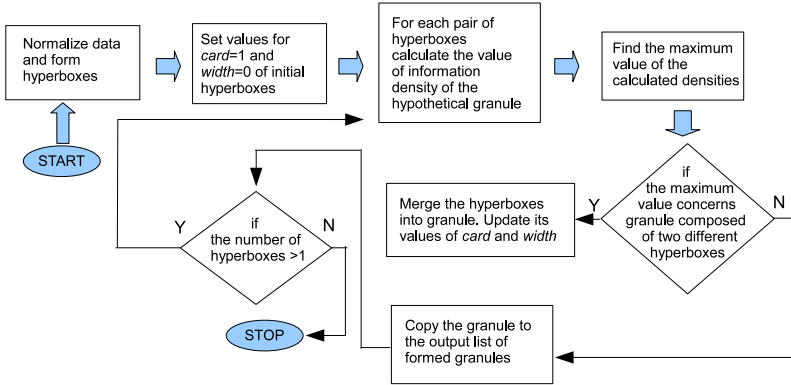 Normalize data
and form
hyperboxes
Set values for
card=1 and
width=0 of initial
hyperboxes
For each pair of
hyperboxes
calculate the value
of information
density of the
hypothetical granule
Find the maximum
value of the
calculated densities
START
if
the maximum
value concerns
granule composed
of two different
hyperboxes
Y
N
Merge the hyperboxes
into granule. Update its
values of card and width
if
the number of
hyperboxes >1
Y
N
STOP
Copy the granule to
the output list of
formed granules